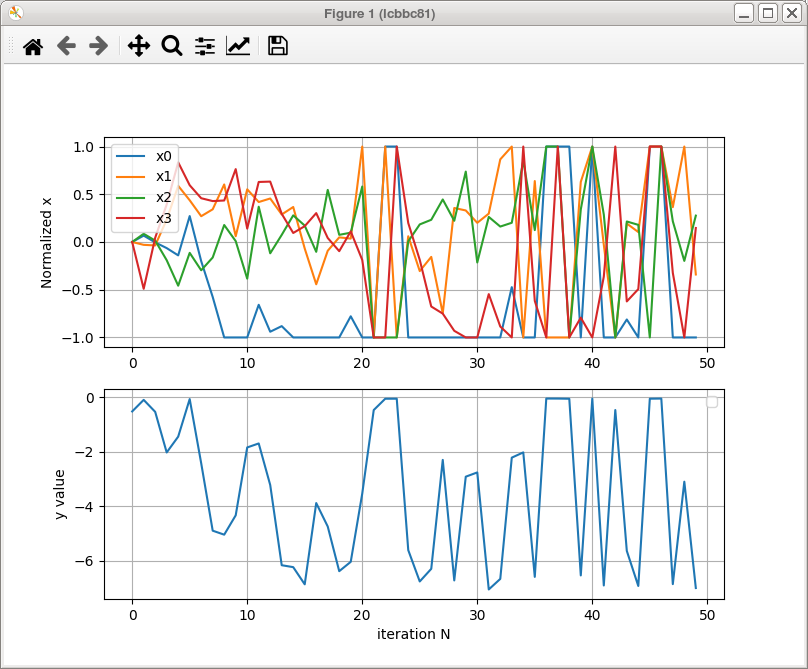 Figure 1 (lcbbc81)
1.0
0.5
0.0
−0.5
−1.0
Normalized x
x0
x1
x2
x3
0 10 20 30 40 50
0
−2
−4
−6
y value
0 10 20 30 40 50
iteration N